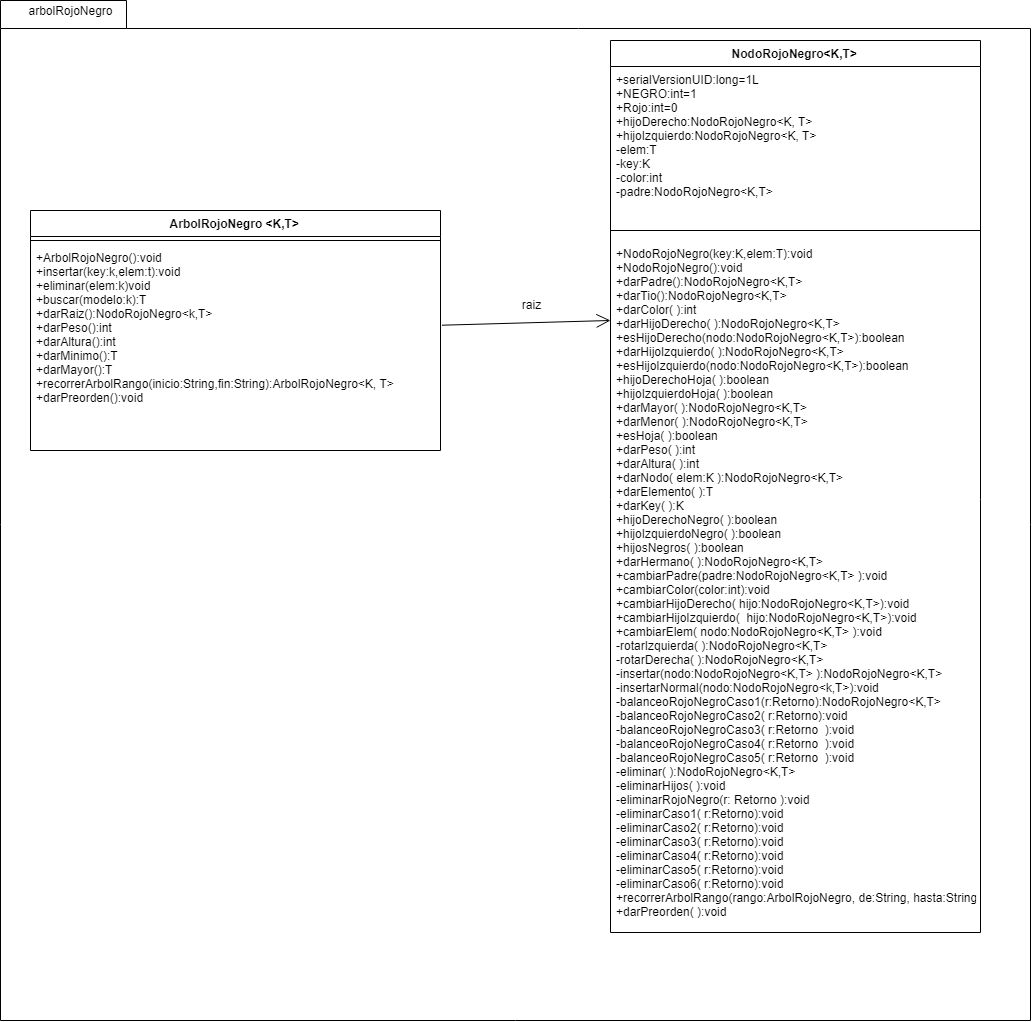 arbolRojoNegro
NodoRojoNegro<K,T>
+serialVersionUID:long=1L
+NEGRO:int=1
+Rojo:int=0
+hijoDerecho:NodoRojoNegro<K, T>
+hijoIzquierdo:NodoRojoNegro<K, T>
-elem:T
-key:K
-color:int
-padre:NodoRojoNegro<K,T>
ArbolRojoNegro <K,T>
+ArbolRojoNegro():void
+insertar(key:k,elem:t):void
+eliminar(elem:k)void
+buscar(modelo:k):T
+darRaiz():NodoRojoNegro<k,T>
+darPeso():int
+darAltura():int
+darMinimo():T
+darMayor():T
+recorrerArbolRango(inicio:String,fin:String):ArbolRojoNegro<K, T>
+darPreorden():void
raiz
+NodoRojoNegro(key:K,elem:T):void
+NodoRojoNegro():void
+darPadre():NodoRojoNegro<K,T>
+darTio():NodoRojoNegro<K,T>
+darColor( ):int
+darHijoDerecho( ):NodoRojoNegro<K,T>
+esHijoDerecho(nodo:NodoRojoNegro<K,T>):boolean
+darHijoIzquierdo( ):NodoRojoNegro<K,T>
+esHijoIzquierdo(nodo:NodoRojoNegro<K,T>):boolean
+hijoDerechoHoja( ):boolean
+hijoIzquierdoHoja( ):boolean
+darMayor( ):NodoRojoNegro<K,T>
+darMenor( ):NodoRojoNegro<K,T>
+esHoja( ):boolean
+darPeso( ):int
+darAltura( ):int
+darNodo( elem:K ):NodoRojoNegro<K,T>
+darElemento( ):T
+darKey( ):K
+hijoDerechoNegro( ):boolean
+hijoIzquierdoNegro( ):boolean
+hijosNegros( ):boolean
+darHermano( ):NodoRojoNegro<K,T>
+cambiarPadre(padre:NodoRojoNegro<K,T> ):void
+cambiarColor(color:int):void
+cambiarHijoDerecho( hijo:NodoRojoNegro<K,T>):void
+cambiarHijoIzquierdo(  hijo:NodoRojoNegro<K,T>):void
+cambiarElem( nodo:NodoRojoNegro<K,T> ):void
-rotarIzquierda( ):NodoRojoNegro<K,T>
-rotarDerecha( ):NodoRojoNegro<K,T>
-insertar(nodo:NodoRojoNegro<K,T> ):NodoRojoNegro<K,T>
-insertarNormal(nodo:NodoRojoNegro<k,T>):void
-balanceoRojoNegroCaso1(r:Retorno):NodoRojoNegro<K,T>
-balanceoRojoNegroCaso2( r:Retorno):void
-balanceoRojoNegroCaso3( r:Retorno  ):void
-balanceoRojoNegroCaso4( r:Retorno  ):void
-balanceoRojoNegroCaso5( r:Retorno  ):void
-eliminar( ):NodoRojoNegro<K,T>
-eliminarHijos( ):void
-eliminarRojoNegro(r: Retorno ):void
-eliminarCaso1( r:Retorno):void
-eliminarCaso2( r:Retorno):void
-eliminarCaso3( r:Retorno):void
-eliminarCaso4( r:Retorno):void
-eliminarCaso5( r:Retorno):void
-eliminarCaso6( r:Retorno):void
+recorrerArbolRango(rango:ArbolRojoNegro, de:String, hasta:String
+darPreorden( ):void